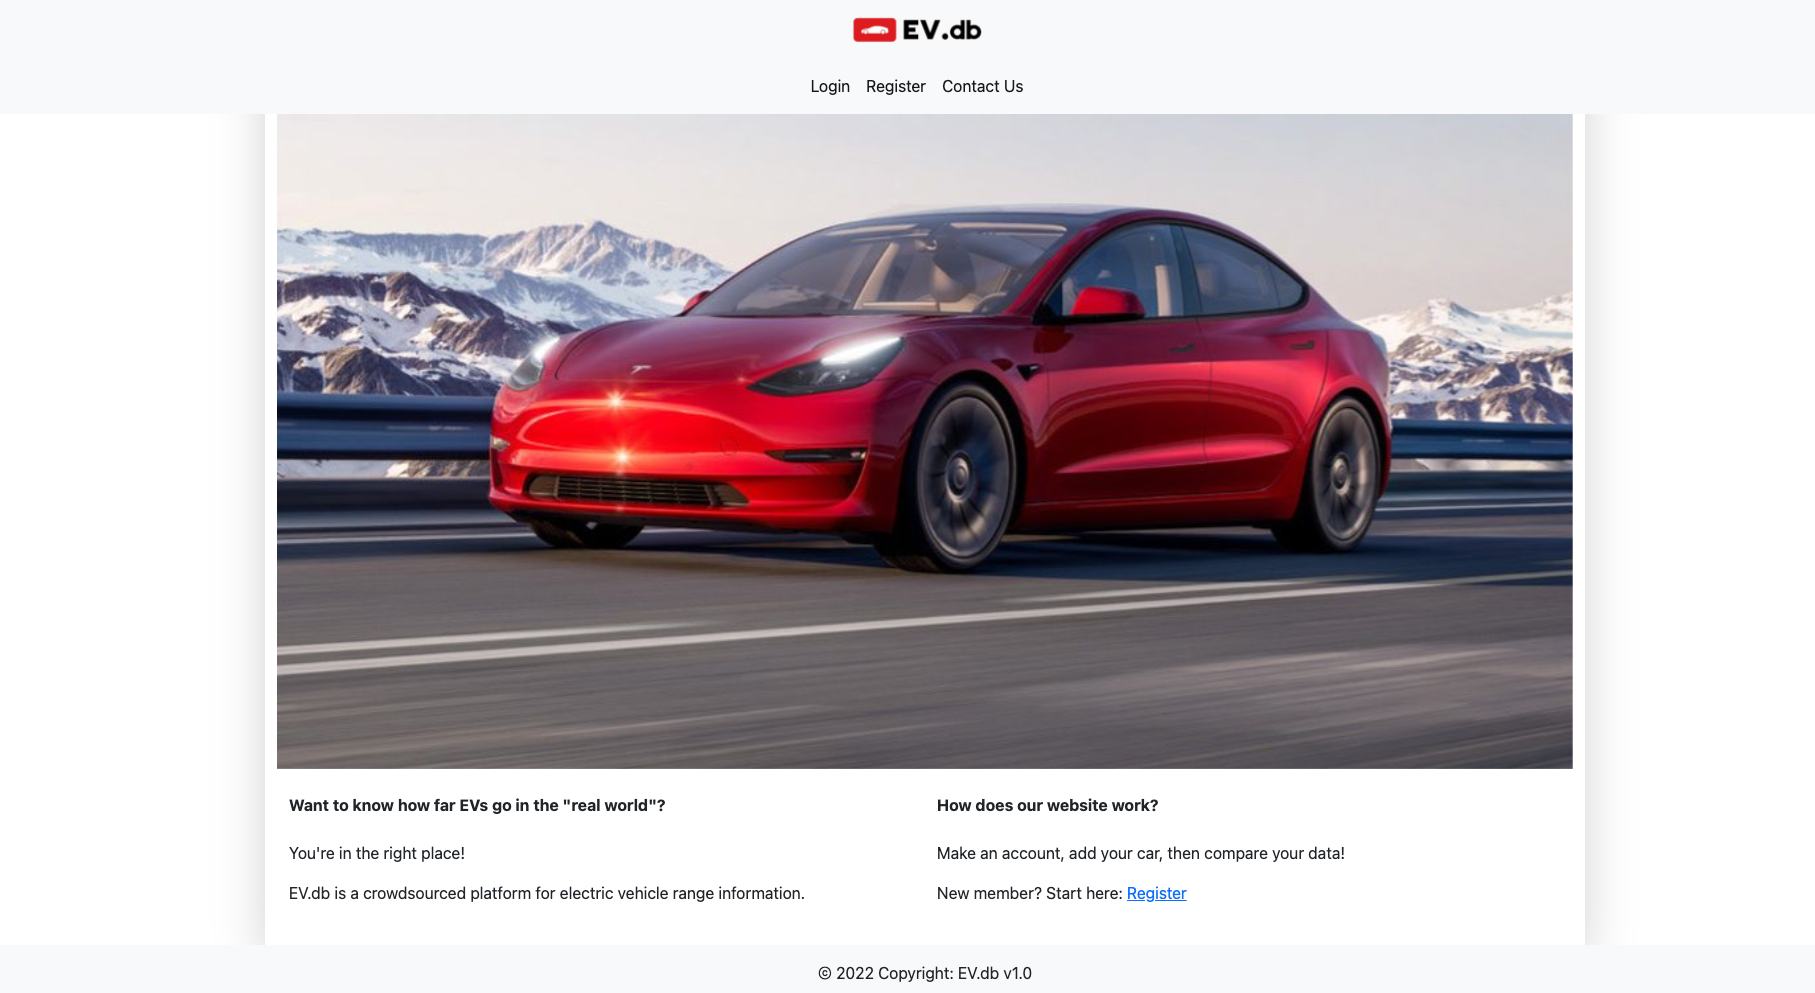 EV.db
Login Register Contact Us
Want to know how far EVs go in the "real world"?
You're in the right place!
EV.db is a crowdsourced platform for electric vehicle range information.
How does our website work?
Make an account, add your car, then compare your data!
New member? Start here: Register
© 2022 Copyright: EV.db v1.0